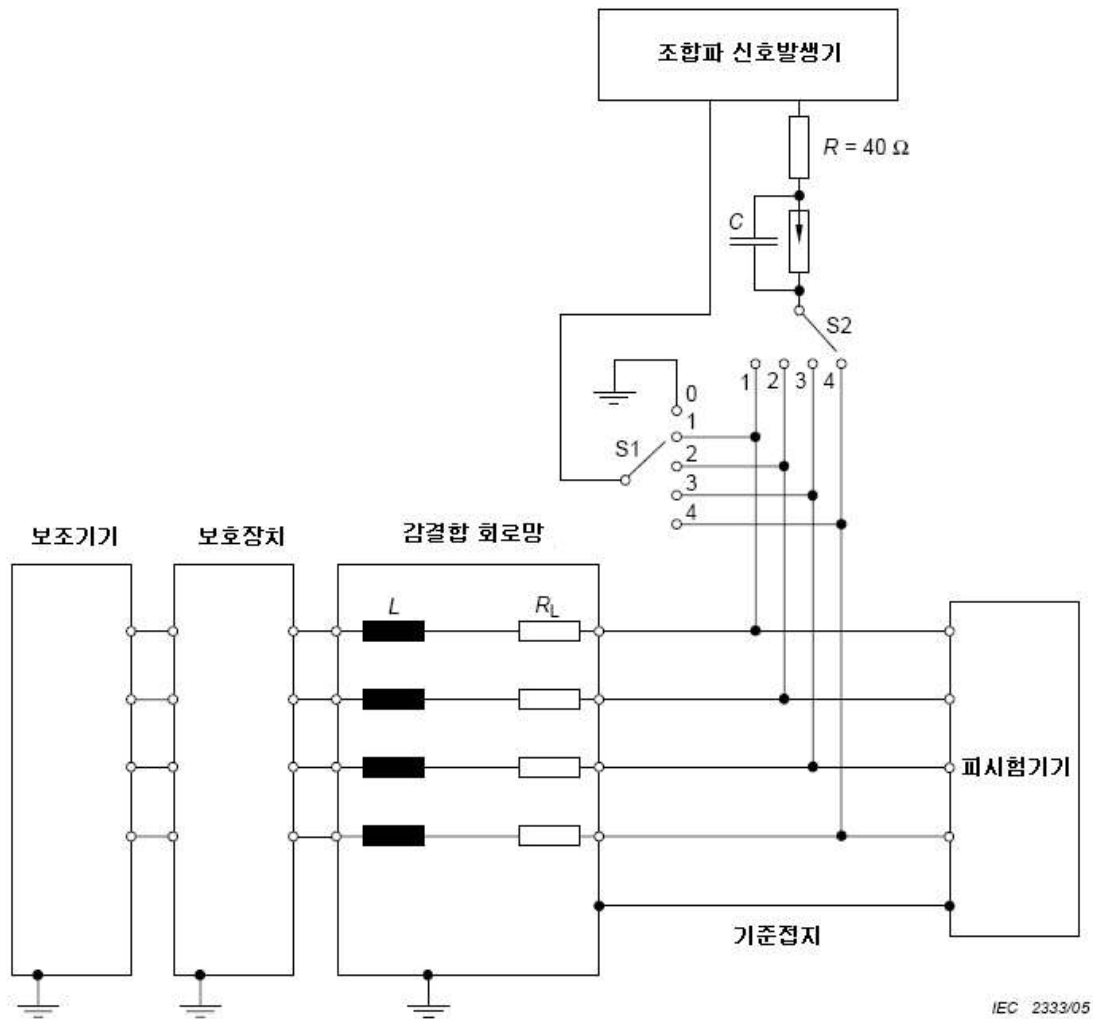 조합파 신호발생기
R = 40 Ω
C
S2
1 2 3 4
0
1
S1
2
3
4
보조기기
보호장치
감결합 회로망
L
RL
피시험기기
기준접지
IEC 2333/05